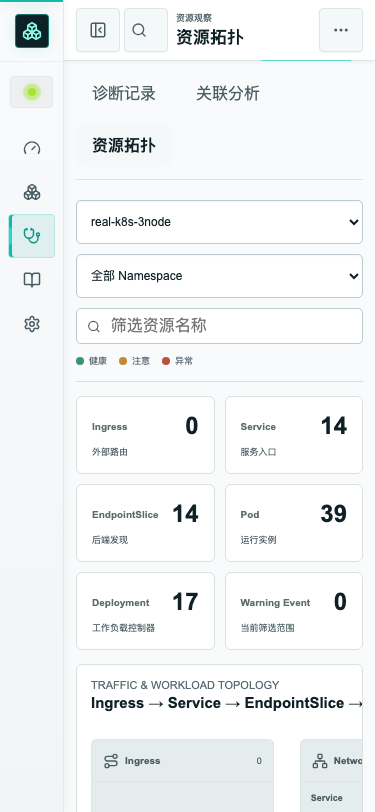 资源观察
资源拓扑
诊断记录
关联分析
资源拓扑
real-k8s-3node
全部 Namespace
筛选资源名称
健康
注意
异常
Ingress 0
外部路由
Service 14
服务入口
EndpointSlice 14
后端发现
Pod 39
运行实例
Deployment 17
工作负载控制器
Warning Event 0
当前筛选范围
TRAFFIC & WORKLOAD TOPOLOGY
Ingress → Service → EndpointSlice →
Ingress 0
Netwo
Service